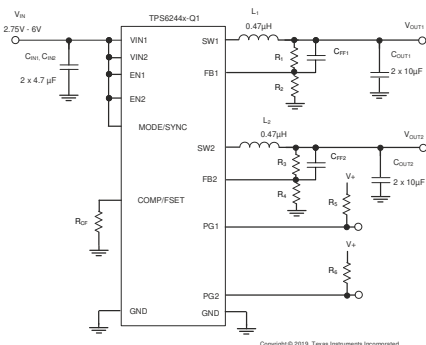 TPS6244x-Q1
VIN
2.75V - 6V
CIN1, CIN2
2 x 4.7 µF
VIN1
VIN2
EN1
EN2
MODE/SYNC
COMP/FSET
RCF
GND
SW1
FB1
SW2
FB2
PG1
PG2
GND
L1
0.47µH
R1
R2
CFF1
VOUT1
COUT1
2 x 10µF
L2
0.47µH
R3
R4
CFF2
VOUT2
COUT2
2 x 10µF
V+
R5
V+
R6
Copyright © 2019, Texas Instruments Incorporated